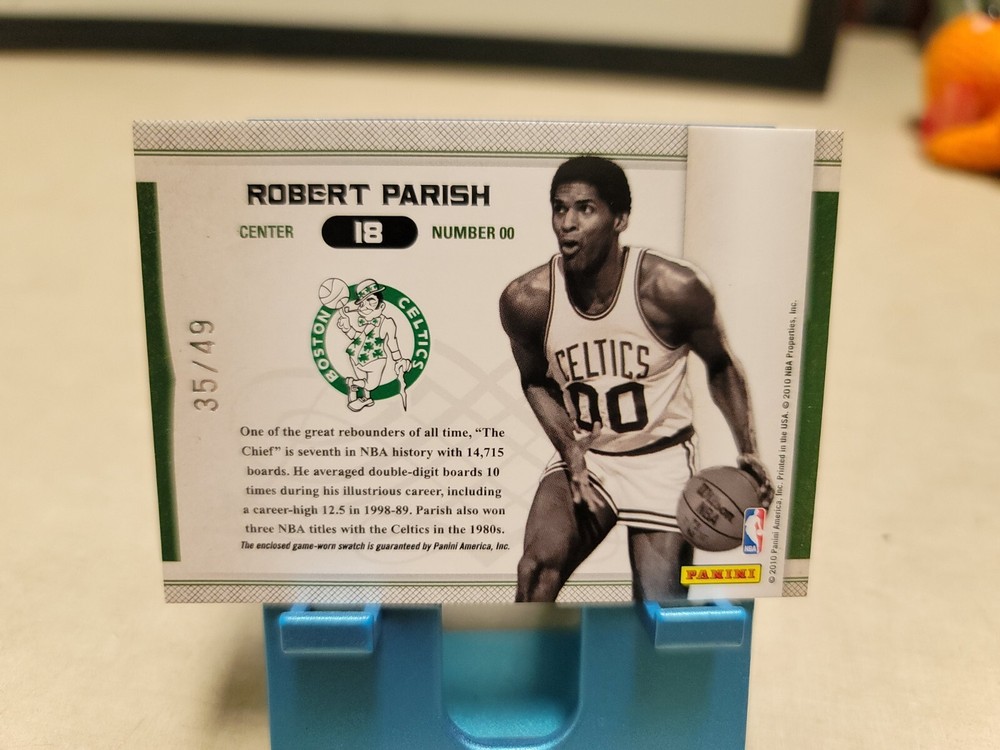 ROBERT PARISH
CENTER 18 NUMBER 00
BOSTON CELTICS
35/49
One of the great rebounders of all time, “The
Chief” is seventh in NBA history with 14,715
boards. He averaged double-digit boards 10
times during his illustrious career, including
a career-high 12.5 in 1998-89. Parish also won
three NBA titles with the Celtics in the 1980s.
The enclosed game-worn swatch is guaranteed by Panini America, Inc.
CELTICS
00
Wilson
NBA
NBA
PANINI
© 2010 Panini America, Inc. Printed in the USA. © 2010 NBA Properties, Inc.